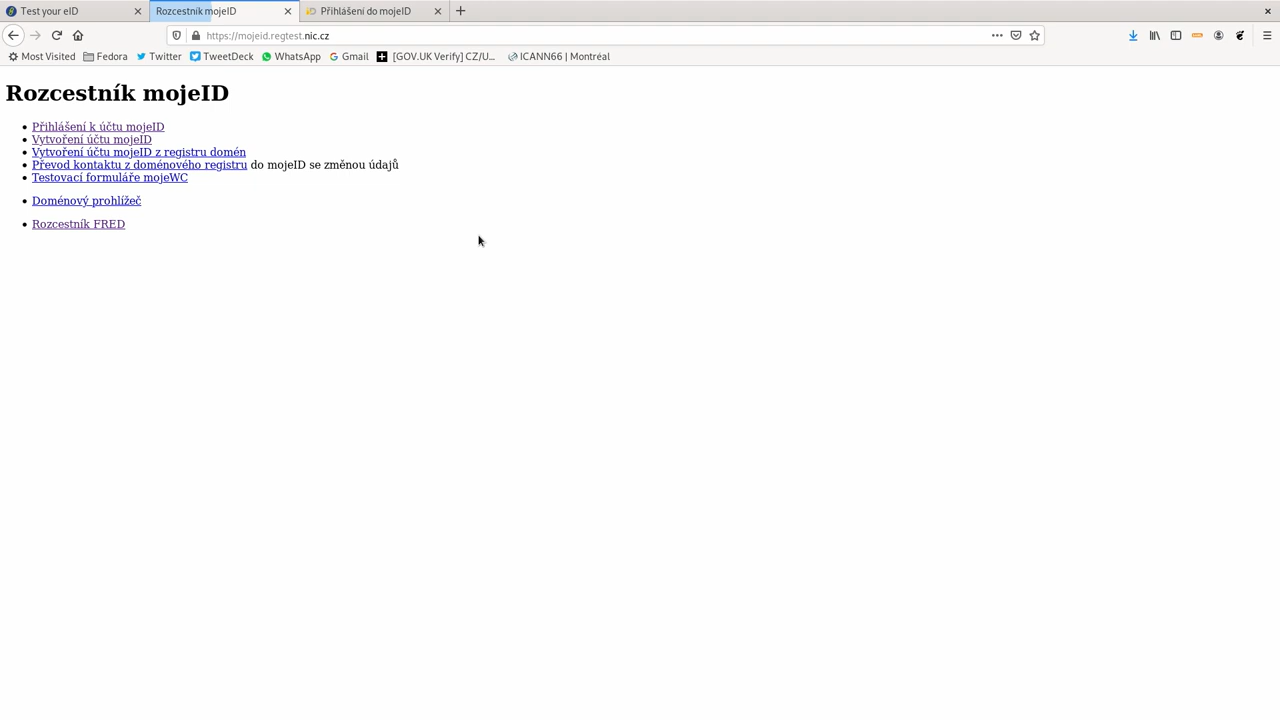 Test your eID
Rozcestník mojeID
Přihlášení do mojeID
https://mojeid.regtest.nic.cz
Most Visited Fedora Twitter TweetDeck WhatsApp Gmail [GOV.UK Verify] CZ/U... ICANN66 | Montréal
Rozcestník mojeID
Přihlášení k účtu mojeID
Vytvoření účtu mojeID
Vytvoření účtu mojeID z registru domén
Převod kontaktu z doménového registru do mojeID se změnou údajů
Testovací formuláře mojeWC
Doménový prohlížeč
Rozcestník FRED